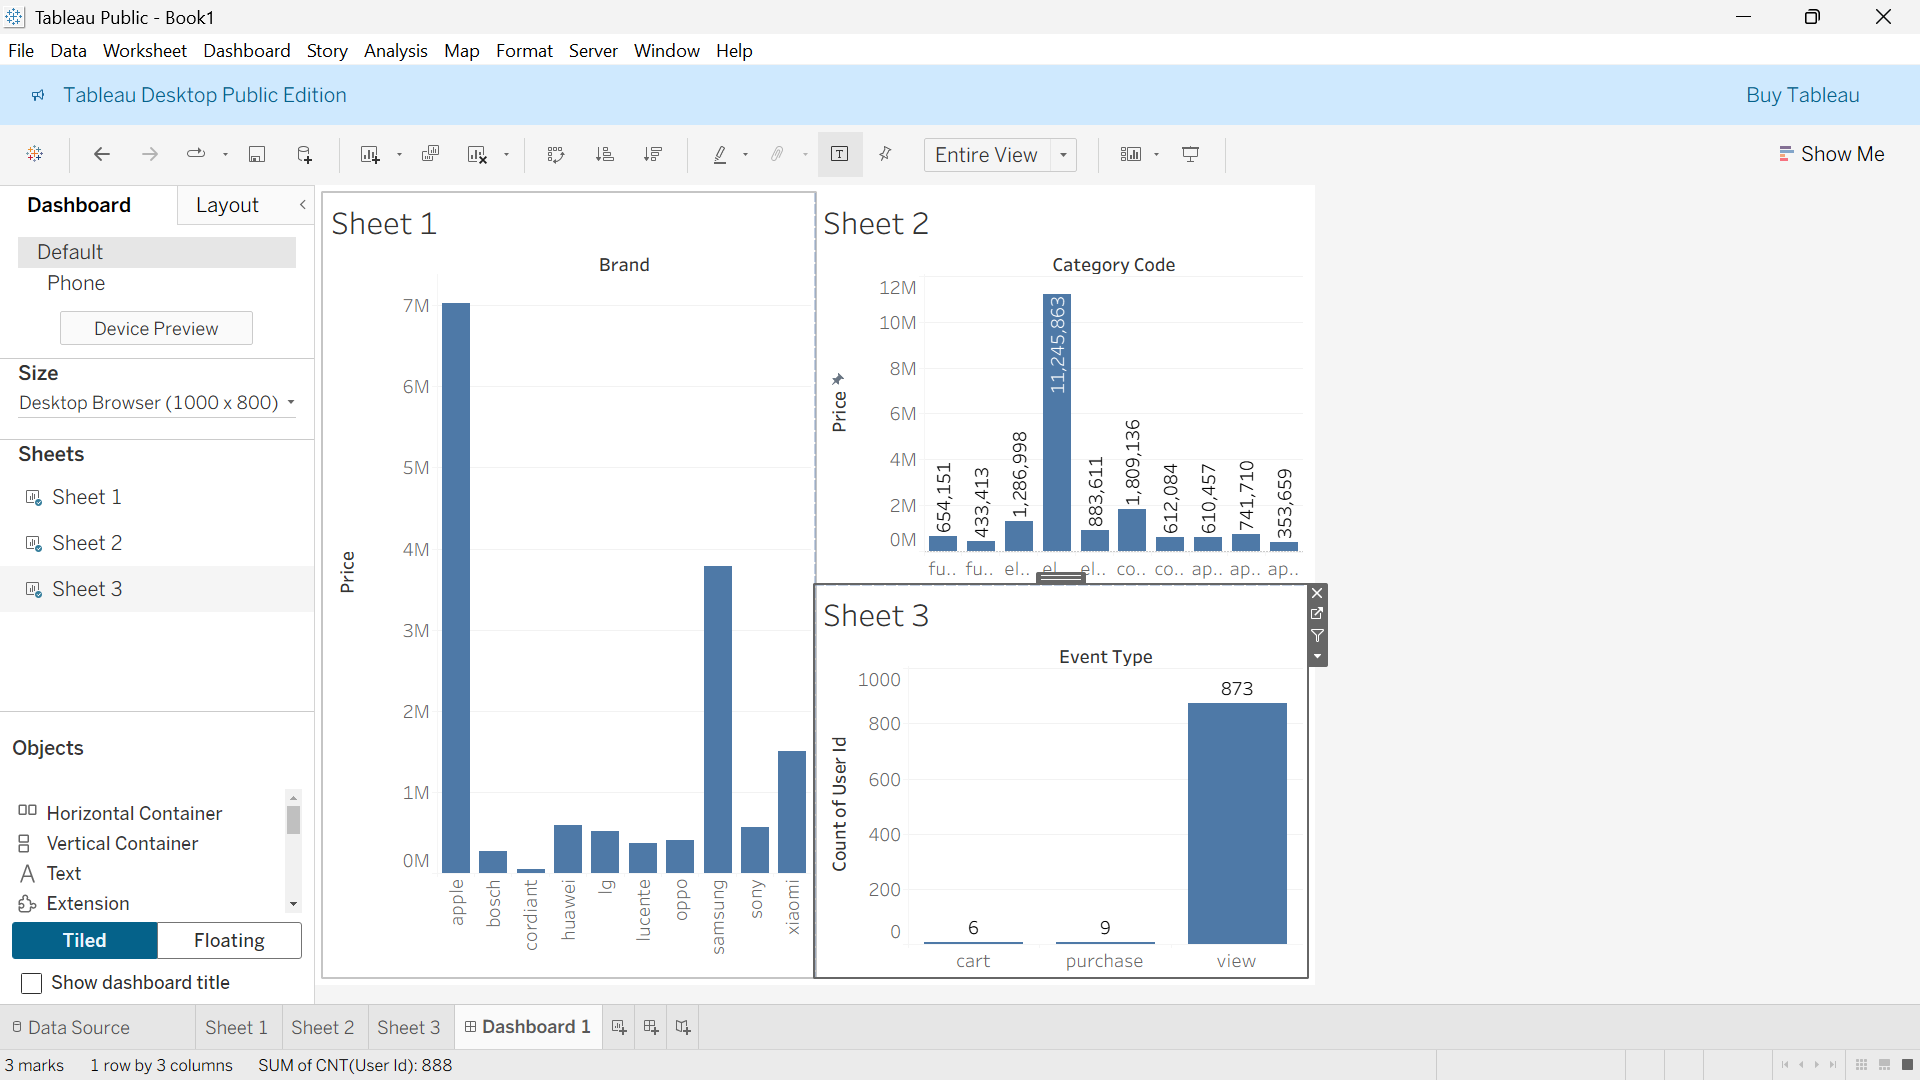 Tableau Public - Book1
File Data Worksheet Dashboard Story Analysis Map Format Server Window Help
Tableau Desktop Public Edition
Buy Tableau
Entire View
Show Me
Dashboard
Layout
Default
Phone
Device Preview
Size
Desktop Browser (1000 x 800)
Sheets
Sheet 1
Sheet 2
Sheet 3
Objects
Horizontal Container
Vertical Container
Text
Extension
Tiled
Floating
Show dashboard title
Sheet 1
Brand
Price
7M
6M
5M
4M
3M
2M
1M
0M
apple
bosch
cordiant
huawei
lg
lucente
oppo
samsung
sony
xiaomi
Sheet 2
Category Code
Price
12M
10M
8M
6M
4M
2M
0M
654,151
433,413
1,286,998
11,245,863
883,611
1,809,136
612,084
610,457
741,710
353,659
fu.. fu.. el.. el.. el.. co.. co.. ap.. ap.. ap..
Sheet 3
Event Type
Count of User Id
1000
800
600
400
200
0
6
9
873
cart
purchase
view
Data Source
Sheet 1
Sheet 2
Sheet 3
Dashboard 1
3 marks 1 row by 3 columns SUM of CNT(User Id): 888